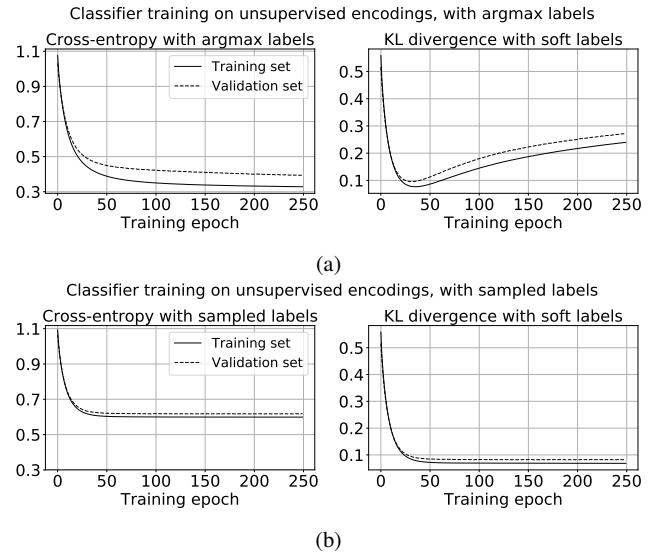 Classifier training on unsupervised encodings, with argmax labels
Cross-entropy with argmax labels
1.1
0.9
0.7
0.5
0.3
0 50 100 150 200 250
Training epoch
Training set
Validation set
KL divergence with soft labels
0.5
0.4
0.3
0.2
0.1
0 50 100 150 200 250
Training epoch
(a)
Classifier training on unsupervised encodings, with sampled labels
Cross-entropy with sampled labels
1.1
0.9
0.7
0.5
0.3
0 50 100 150 200 250
Training epoch
Training set
Validation set
KL divergence with soft labels
0.5
0.4
0.3
0.2
0.1
0 50 100 150 200 250
Training epoch
(b)